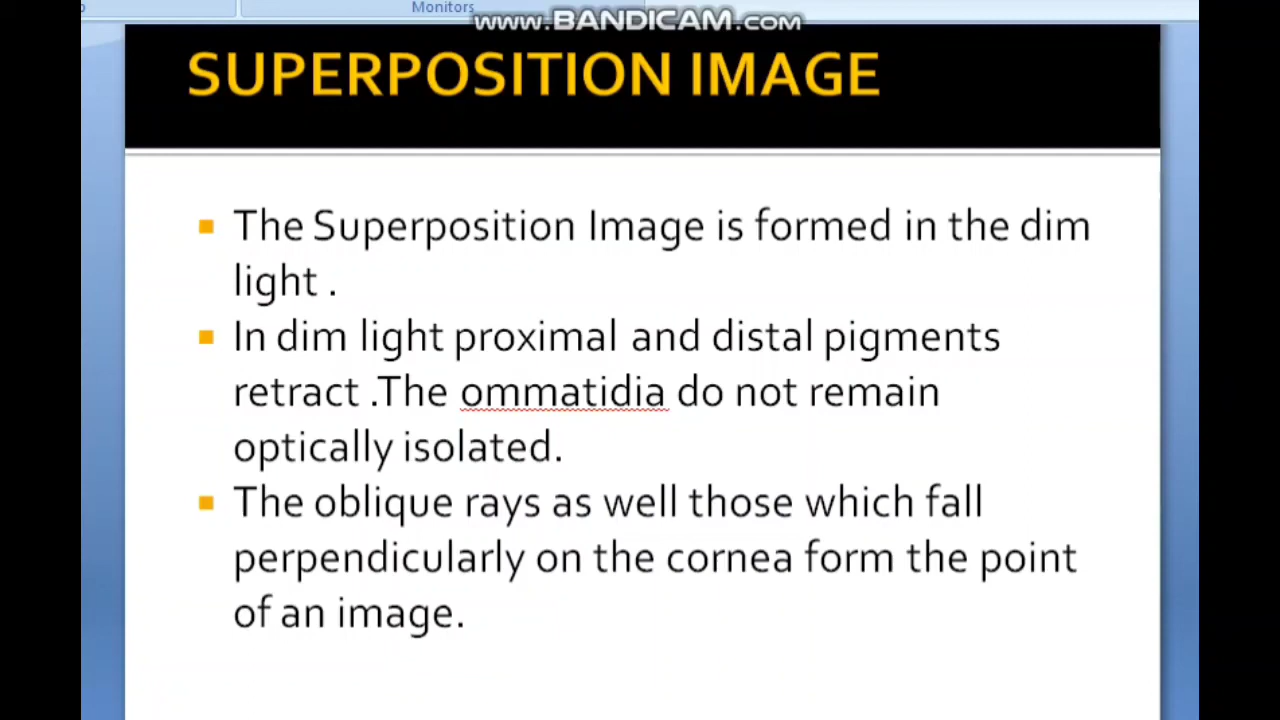 Monitors
www.BANDICAM.com
SUPERPOSITION IMAGE
The Superposition Image is formed in the dim
light .
In dim light proximal and distal pigments
retract .The ommatidia do not remain
optically isolated.
The oblique rays as well those which fall
perpendicularly on the cornea form the point
of an image.